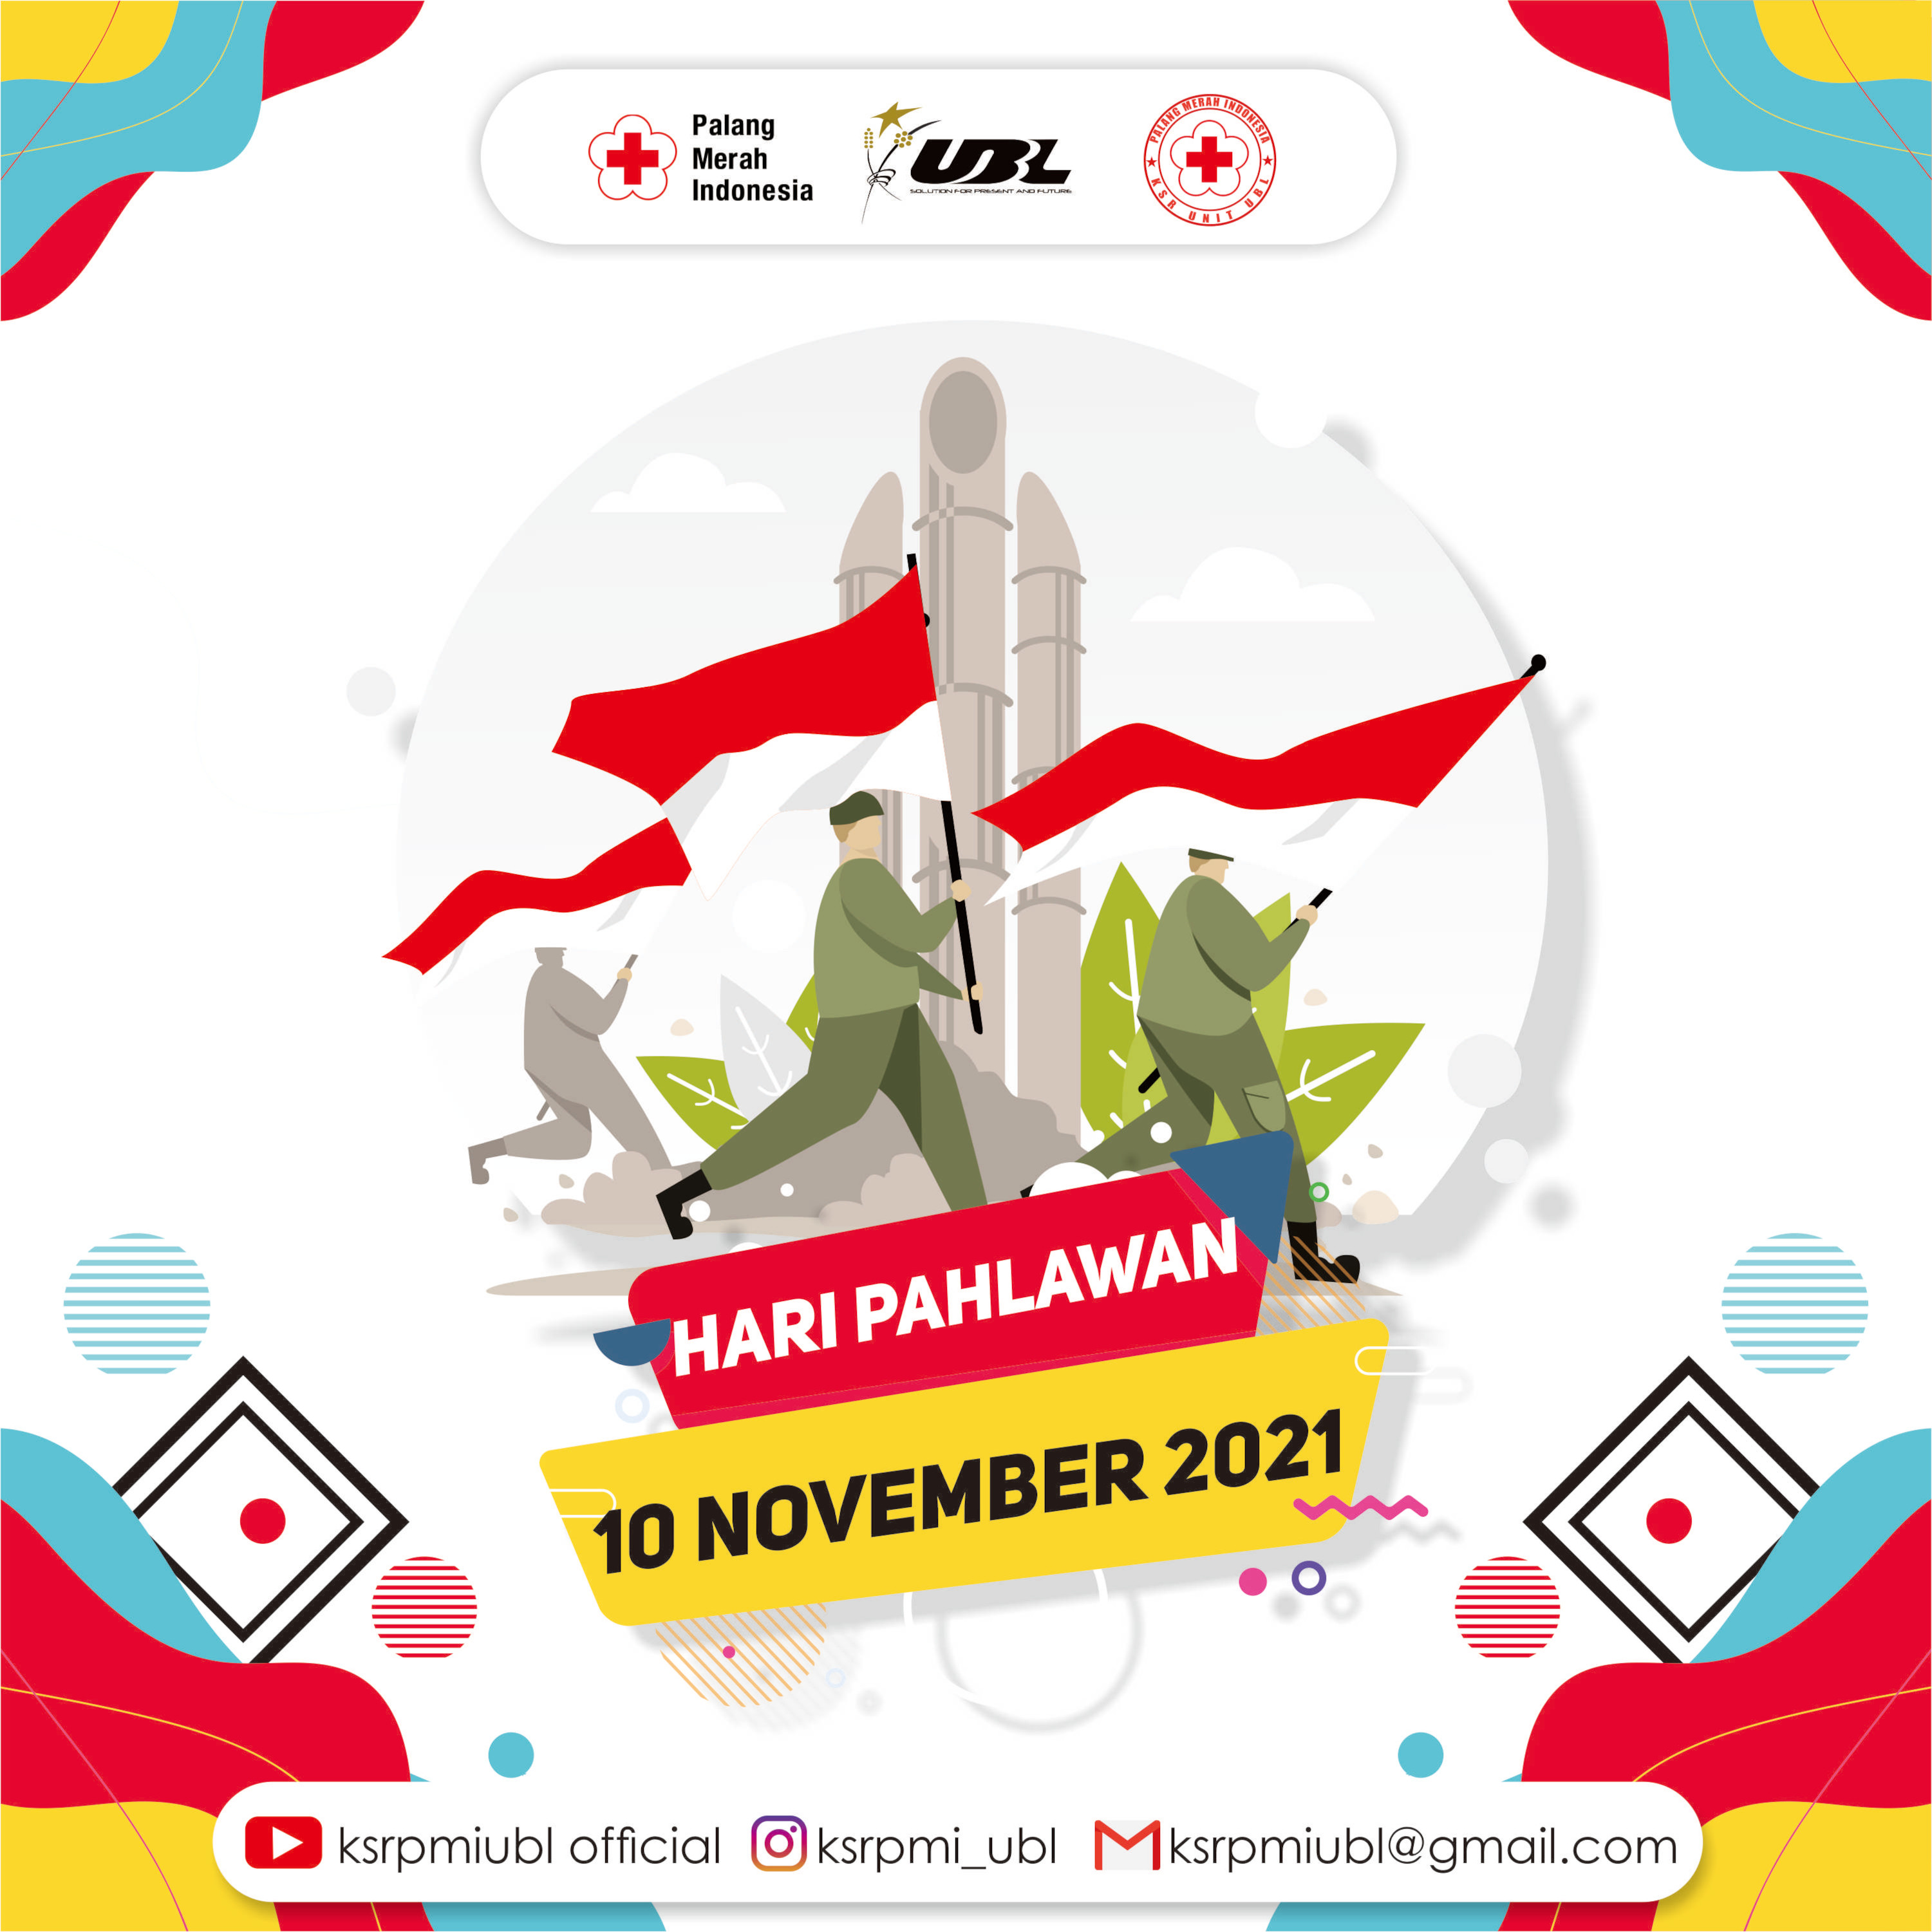 Palang
Merah
Indonesia
UBL
SOLUTION FOR PRESENT AND FUTURE
PALANG MERAH INDONESIA
KSR UNIT UBL
HARI PAHLAWAN
10 NOVEMBER 2021
ksrpmiubl official
ksrpmi_ubl
ksrpmiubl@gmail.com